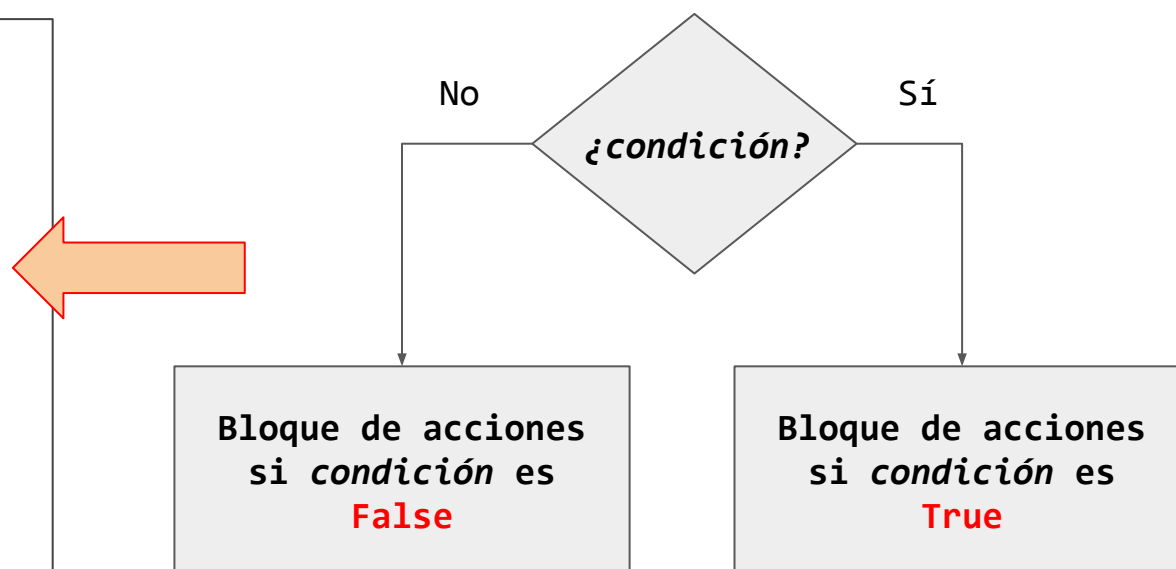 No
Sí
¿condición?
Bloque de acciones
si condición es
False
Bloque de acciones
si condición es
True